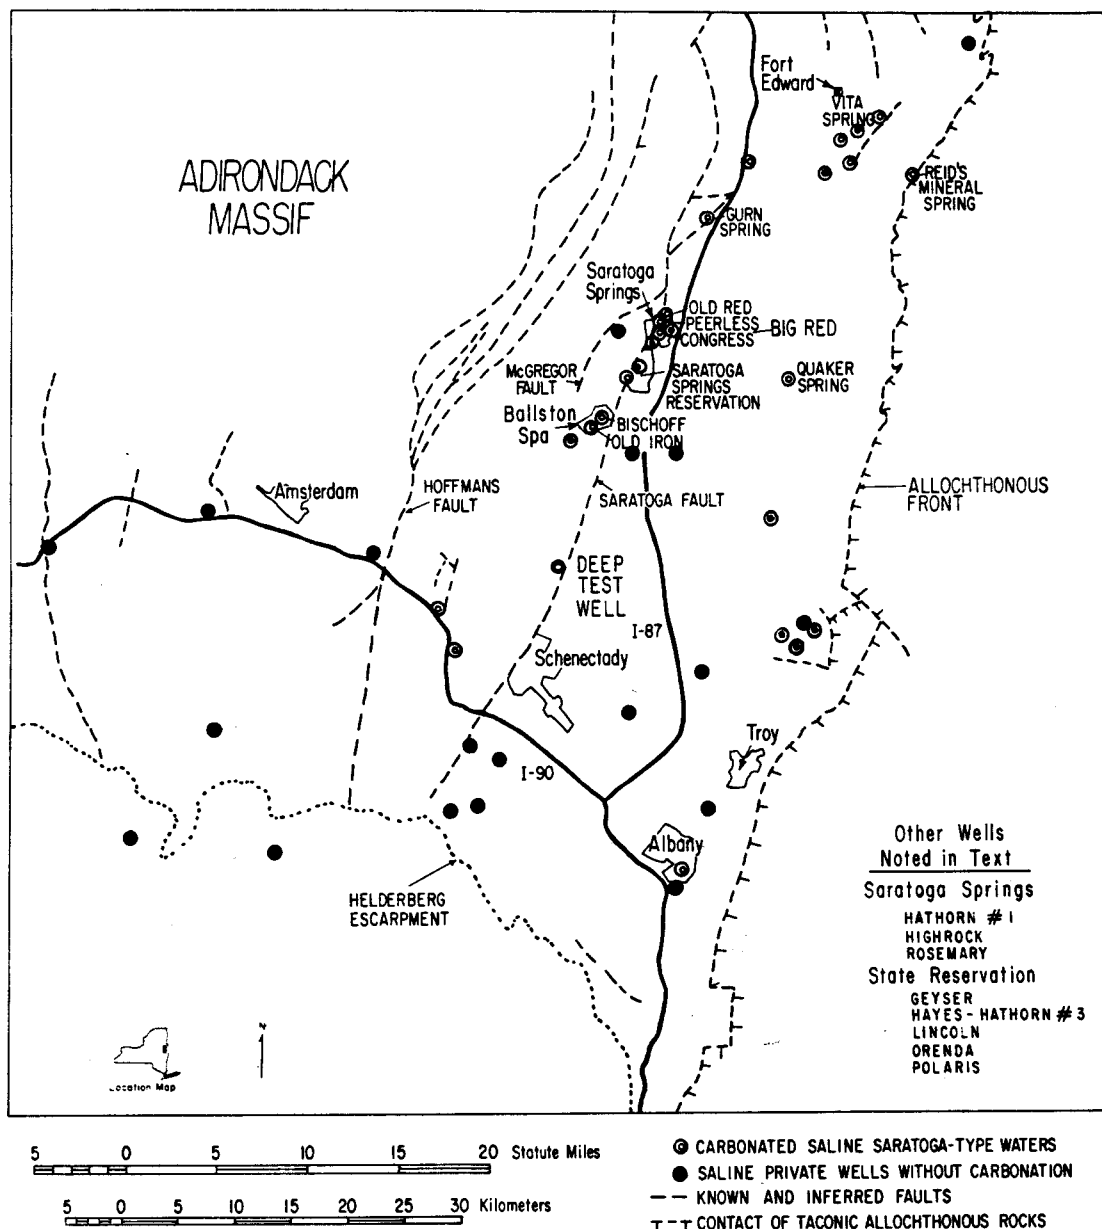 Fort
Edward
VITA
SPRING
ADIRONDACK
MASSIF
REID'S
MINERAL
SPRING
GURN
SPRING
Saratoga
Springs
OLD RED
PEERLESS
CONGRESS
BIG RED
McGREGOR
FAULT
SARATOGA
SPRINGS
RESERVATION
QUAKER
SPRING
Ballston
Spa
BISCHOFF
OLD IRON
Amsterdam
HOFFMANS
FAULT
SARATOGA FAULT
ALLOCHTHONOUS
FRONT
DEEP
TEST
WELL
I-87
Schenectady
Troy
I-90
Albany
HELDERBERG
ESCARPMENT
Other Wells
Noted in Text
Saratoga Springs
HATHORN #1
HIGHROCK
ROSEMARY
State Reservation
GEYSER
HAYES-HATHORN #3
LINCOLN
ORENDA
POLARIS
N
Location Map
5 0 5 10 15 20 Statute Miles
5 0 5 10 15 20 25 30 Kilometers
CARBONATED SALINE SARATOGA-TYPE WATERS
SALINE PRIVATE WELLS WITHOUT CARBONATION
KNOWN AND INFERRED FAULTS
CONTACT OF TACONIC ALLOCHTHONOUS ROCKS